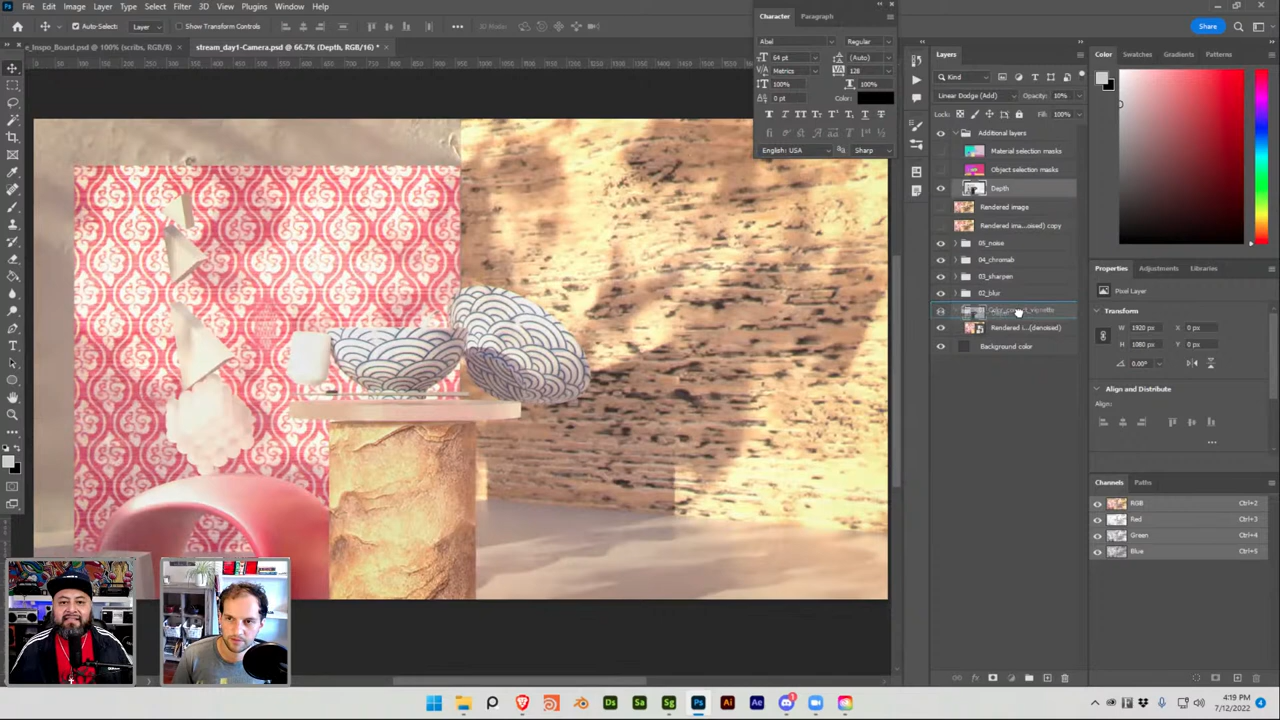 File Edit Image Layer Type Select Filter 3D View Plugins Window Help
Auto-Select: Layer Show Transform Controls 3D Mode: Share
e_Inspo_Board.psd @ 100% (scribs, RGB/8) × stream_day1-Camera.psd @ 66.7% (Depth, RGB/16) * ×
Character Paragraph
Abel Regular
64 pt (Auto)
Metrics 128
100% 100%
0 pt Color:
English: USA Sharp
Layers
Kind
Linear Dodge (Add) Opacity: 10%
Lock: Fill: 100%
Additional layers
Material selection masks
Object selection masks
Depth
Rendered image
Rendered ima...oised) copy
05_noise
04_chromab
03_sharpen
02_blur
Rendered i...(denoised)
Background color
Color Swatches Gradients Patterns
Properties Adjustments Libraries
Pixel Layer
Transform
W 1920 px X 0 px
H 1080 px Y 0 px
0.00°
Align and Distribute
Align:
Channels Paths
RGB Ctrl+2
Red Ctrl+3
Green Ctrl+4
Blue Ctrl+5
4:19 PM
7/12/2022